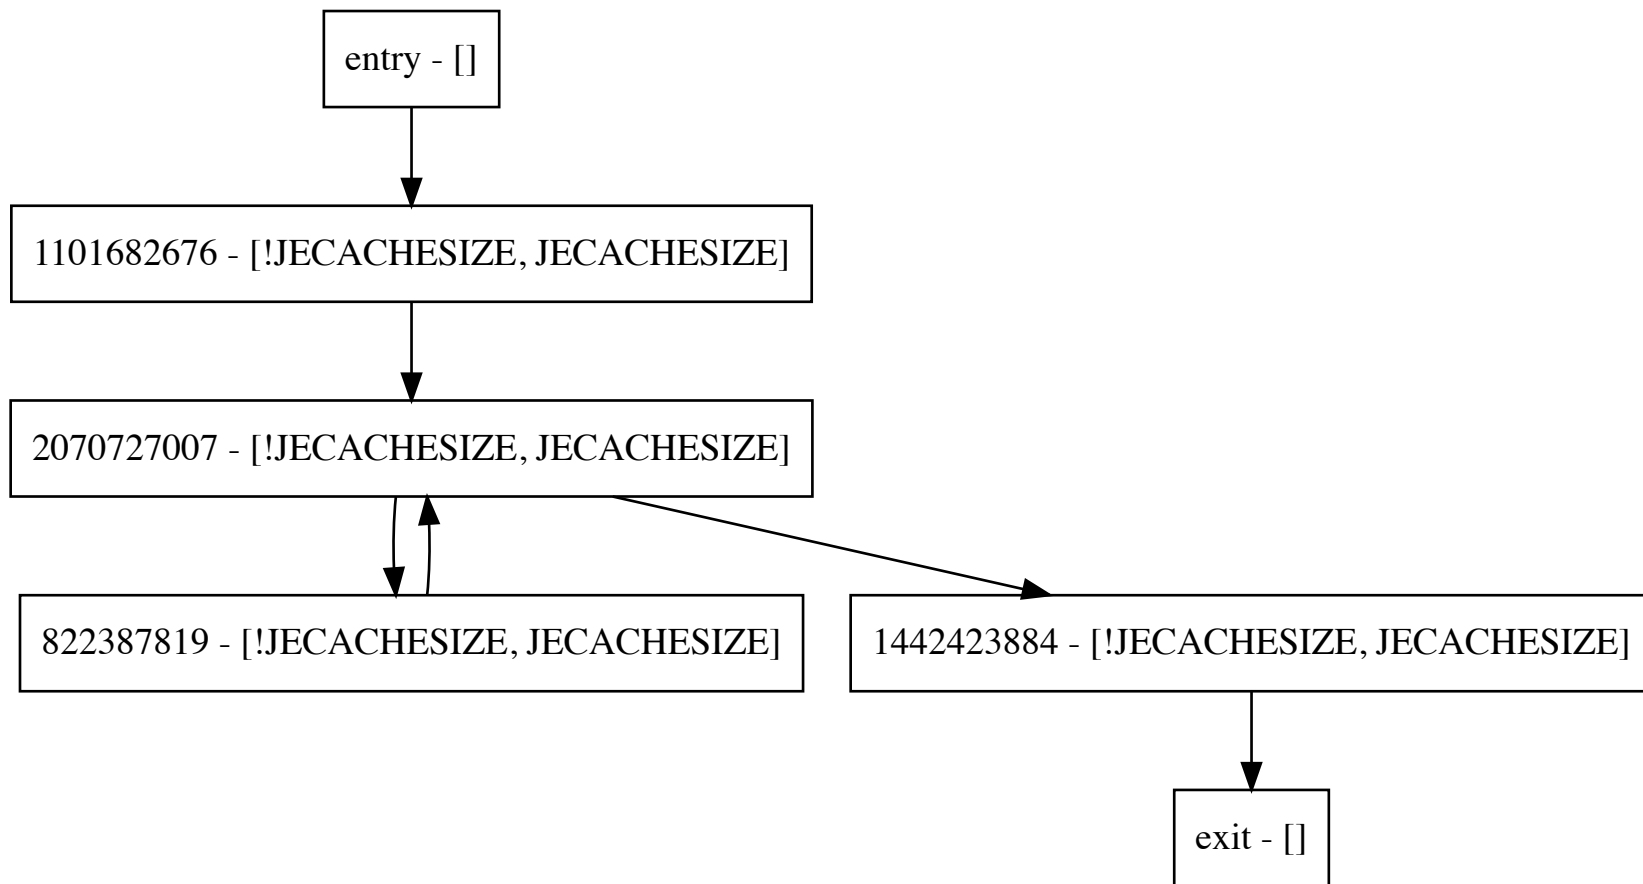 entry - []
1101682676 - [!JECACHESIZE, JECACHESIZE]
2070727007 - [!JECACHESIZE, JECACHESIZE]
822387819 - [!JECACHESIZE, JECACHESIZE]
1442423884 - [!JECACHESIZE, JECACHESIZE]
exit - []